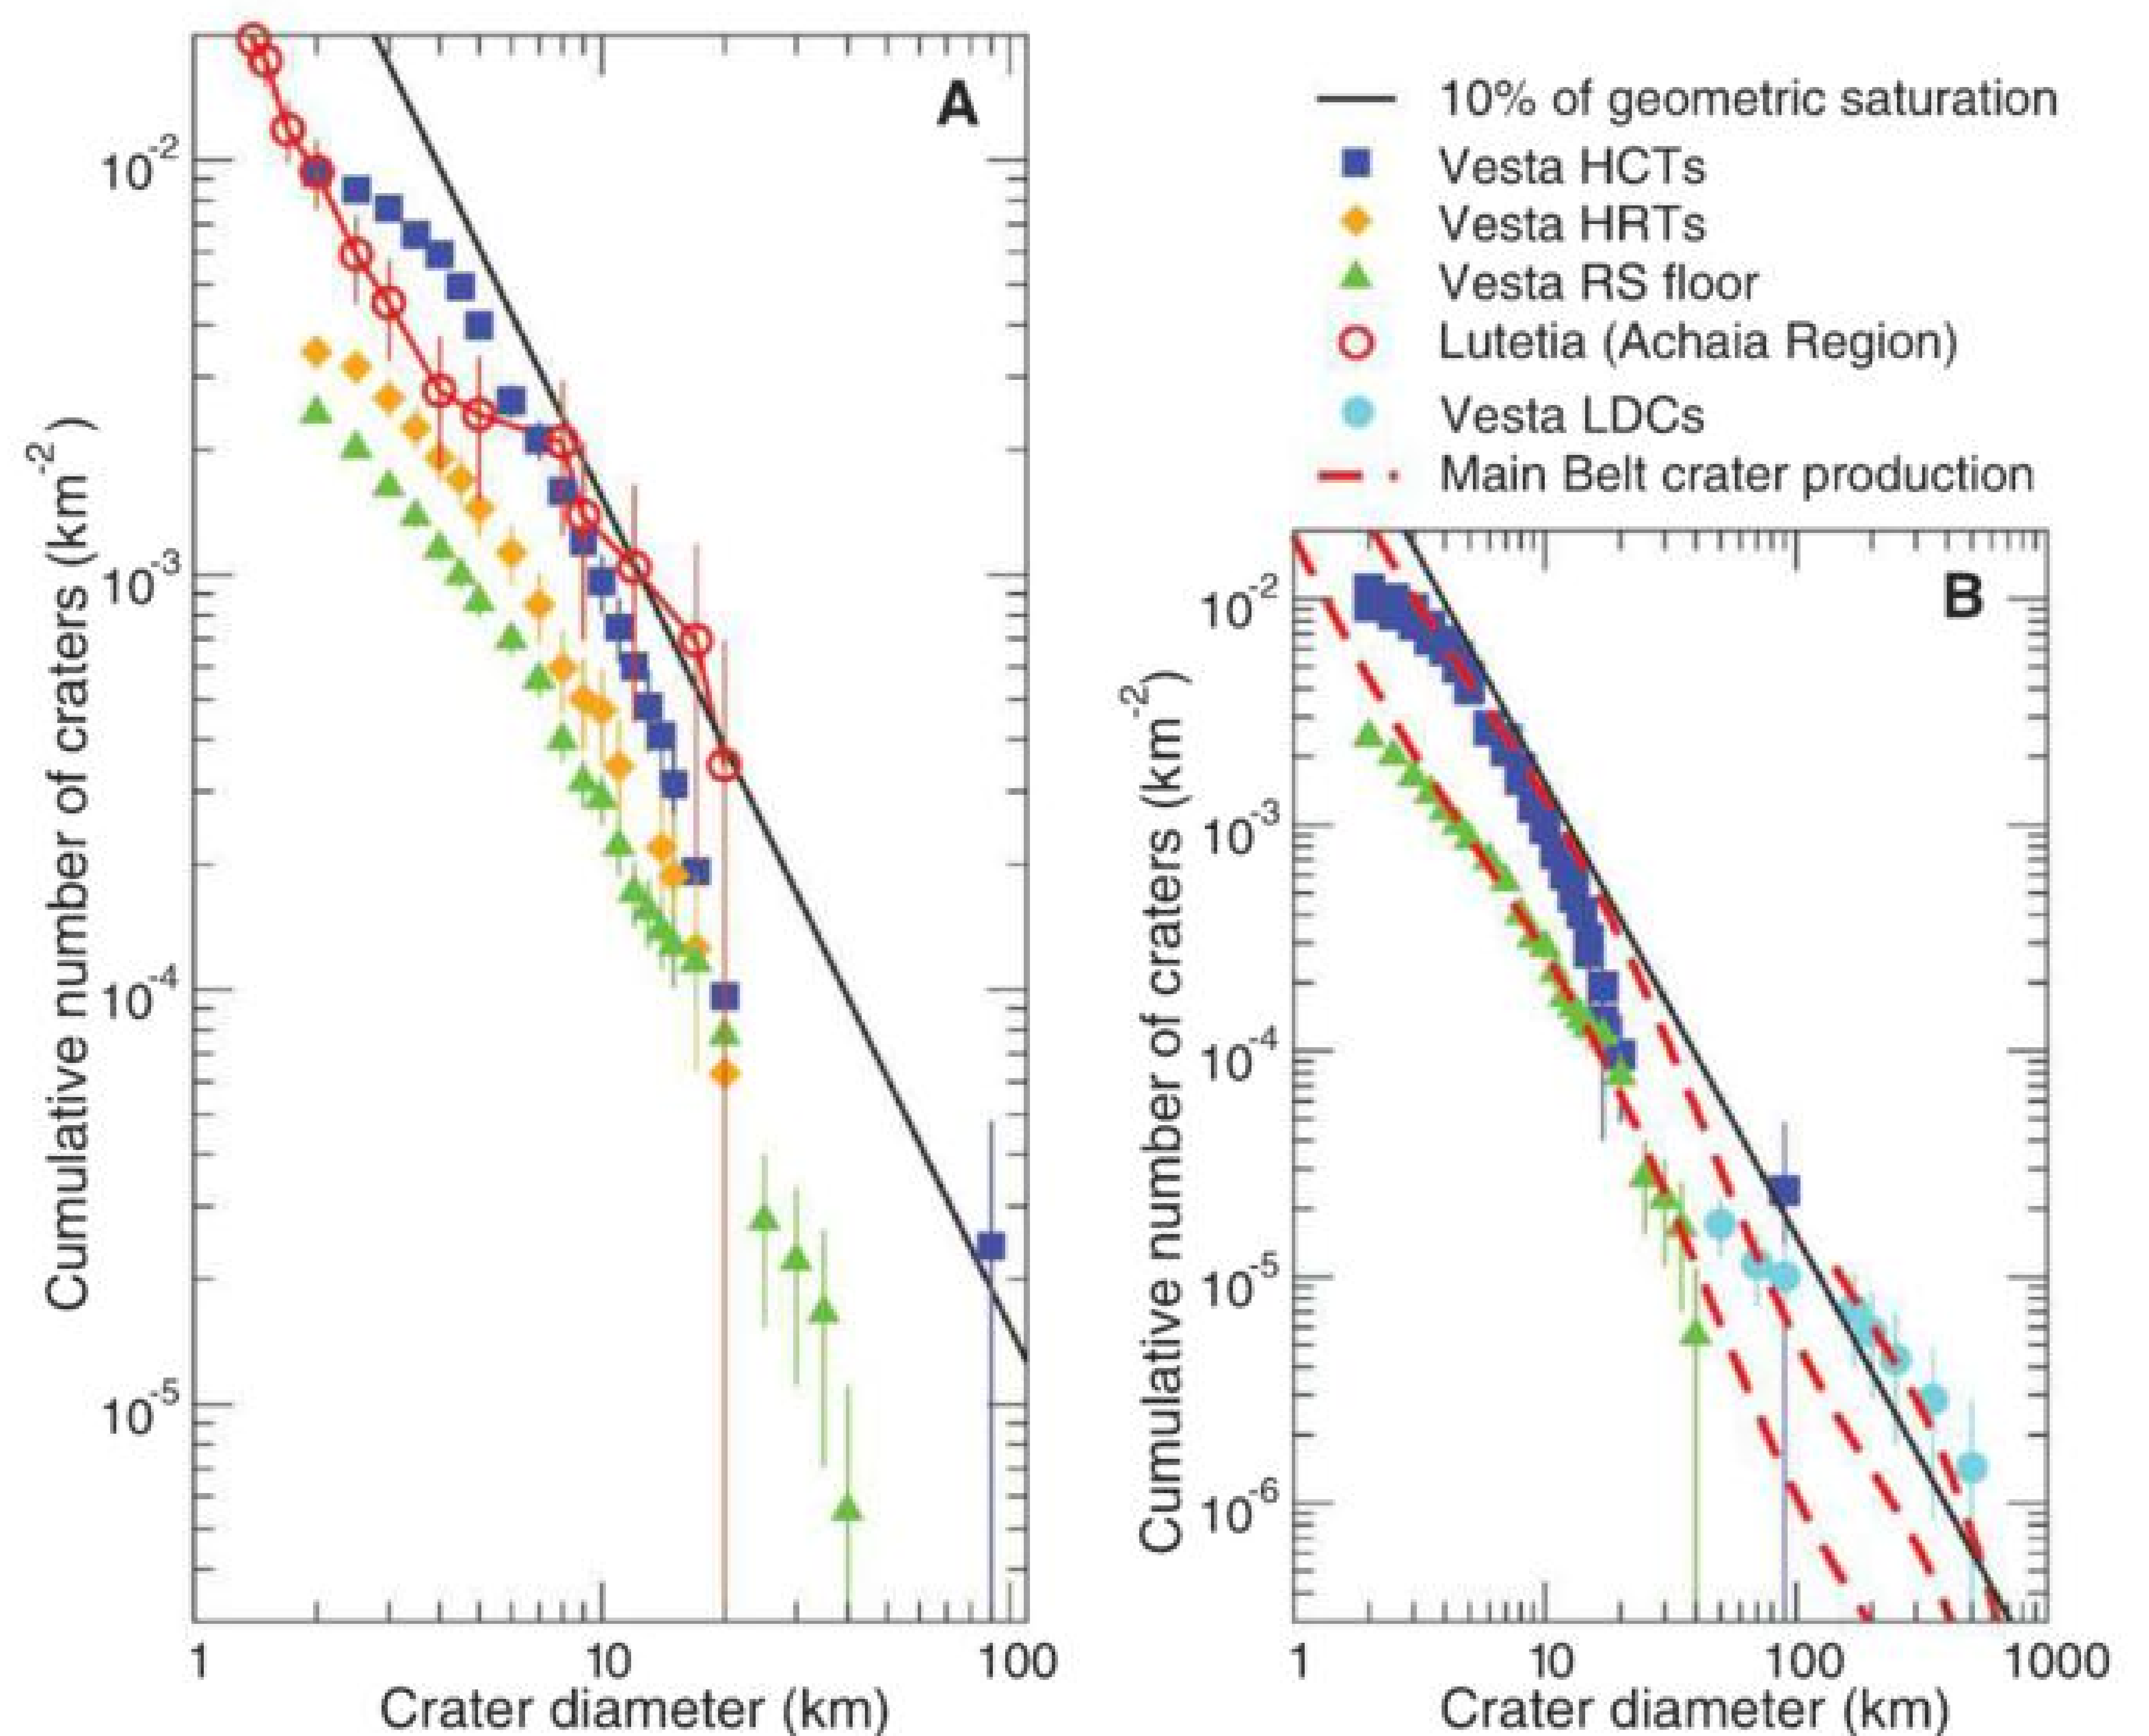 A
Cumulative number of craters (km⁻²)
10⁻²
10⁻³
10⁻⁴
10⁻⁵
1 10 100
Crater diameter (km)
10% of geometric saturation
Vesta HCTs
Vesta HRTs
Vesta RS floor
Lutetia (Achaia Region)
Vesta LDCs
Main Belt crater production
B
Cumulative number of craters (km⁻²)
10⁻²
10⁻³
10⁻⁴
10⁻⁵
10⁻⁶
1 10 100 1000
Crater diameter (km)